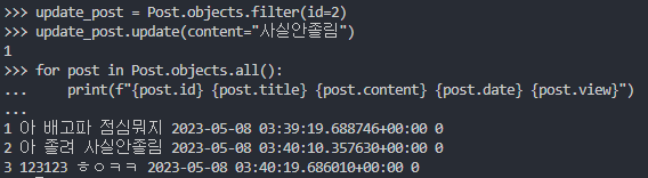 >>> update_post = Post.objects.filter(id=2)
>>> update_post.update(content="사실안졸림")
1
>>> for post in Post.objects.all():
...     print(f"{post.id} {post.title} {post.content} {post.date} {post.view}")
...
1 아 배고파 점심뭐지 2023-05-08 03:39:19.688746+00:00 0
2 아 졸려 사실안졸림 2023-05-08 03:40:10.357630+00:00 0
3 123123 ㅎㅇㅋㅋ 2023-05-08 03:40:19.686010+00:00 0